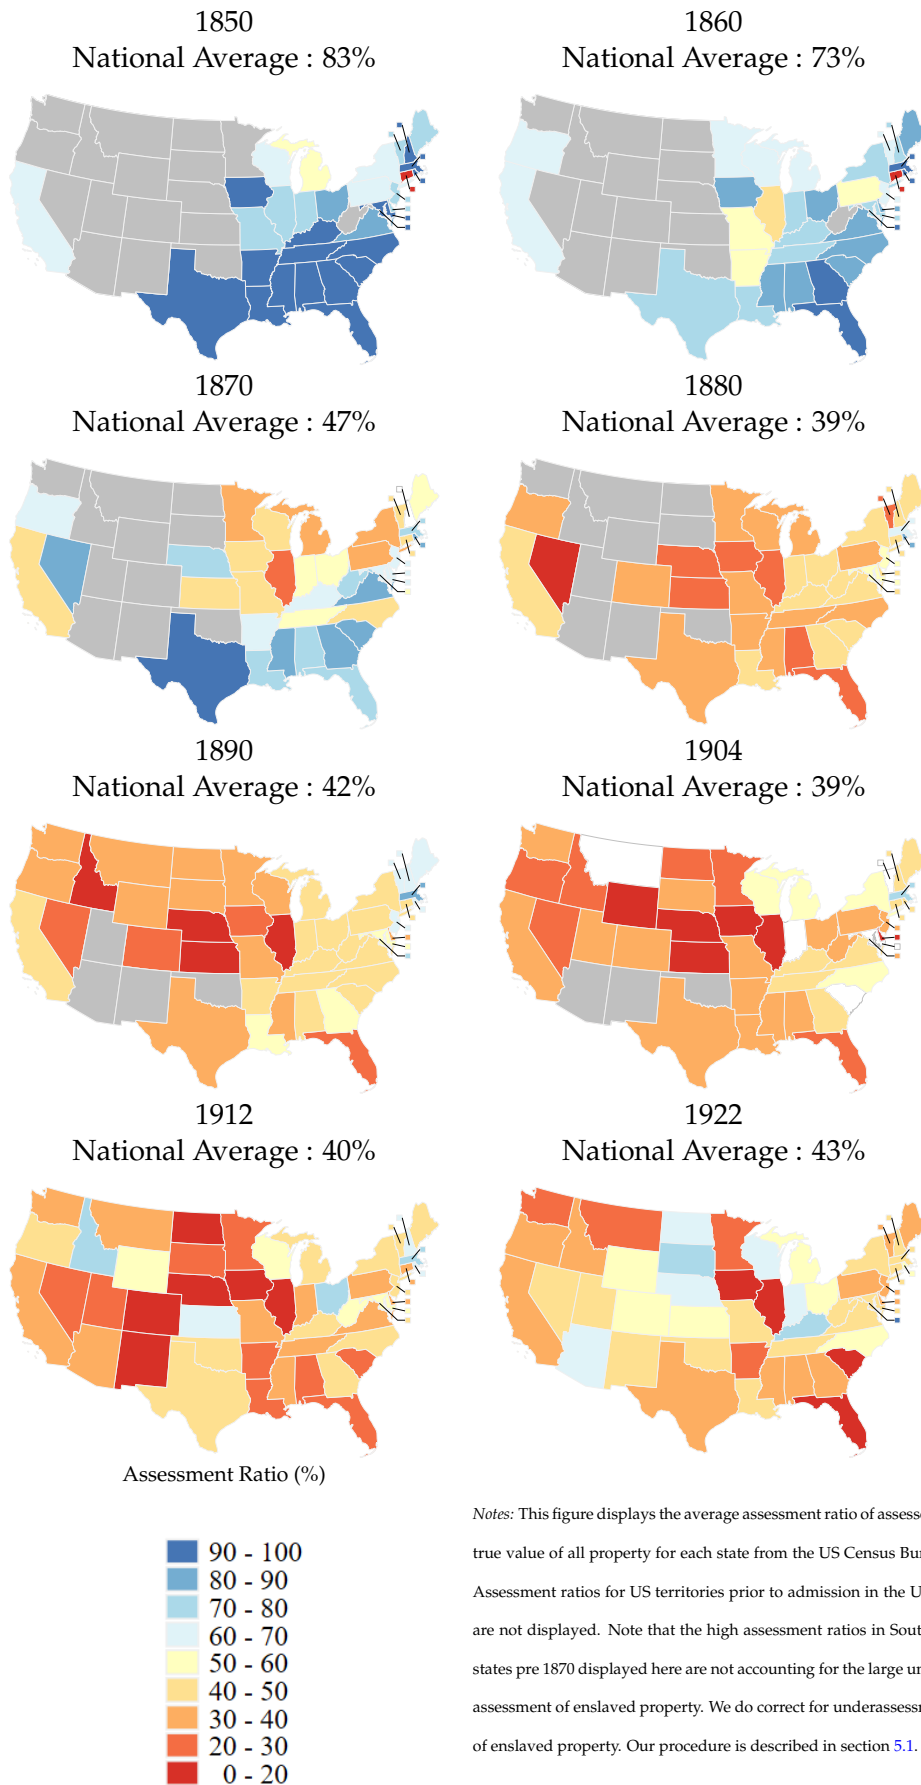 1850
National Average : 83%
1860
National Average : 73%
1870
National Average : 47%
1880
National Average : 39%
1890
National Average : 42%
1904
National Average : 39%
1912
National Average : 40%
1922
National Average : 43%
Assessment Ratio (%)
90 - 100
80 - 90
70 - 80
60 - 70
50 - 60
40 - 50
30 - 40
20 - 30
0 - 20
Notes: This figure displays the average assessment ratio of
true value of all property for each state from the US Census
Assessment ratios for US territories prior to admission in the
are not displayed. Note that the high assessment ratios in
states pre 1870 displayed here are not accounting for the large
assessment of enslaved property. We do correct for
of enslaved property. Our procedure is described in section 5.1.